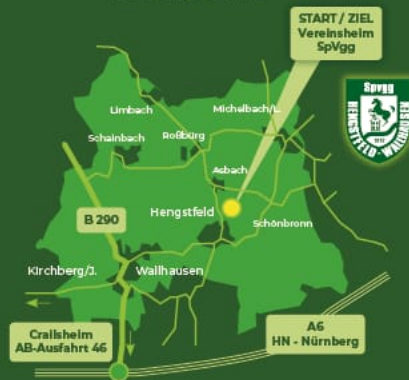 START / ZIEL
Vereinsheim
SpVgg
Spvgg
HENGSTFELD-WALLHAUSEN
Limbach
Michelbach/L.
Schainbach
Roßbürg
Asbach
B 290
Hengstfeld
Schönbronn
Kirchberg/J.
Wallhausen
Crailsheim
AB-Ausfahrt 46
A6
HN - Nürnberg